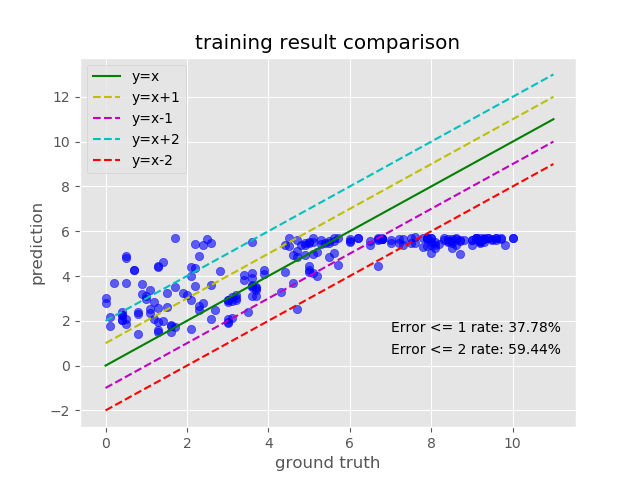 training result comparison
y=x
y=x+1
y=x-1
y=x+2
y=x-2
12
10
8
6
4
2
0
−2
prediction
Error <= 1 rate: 37.78%
Error <= 2 rate: 59.44%
0 2 4 6 8 10
ground truth